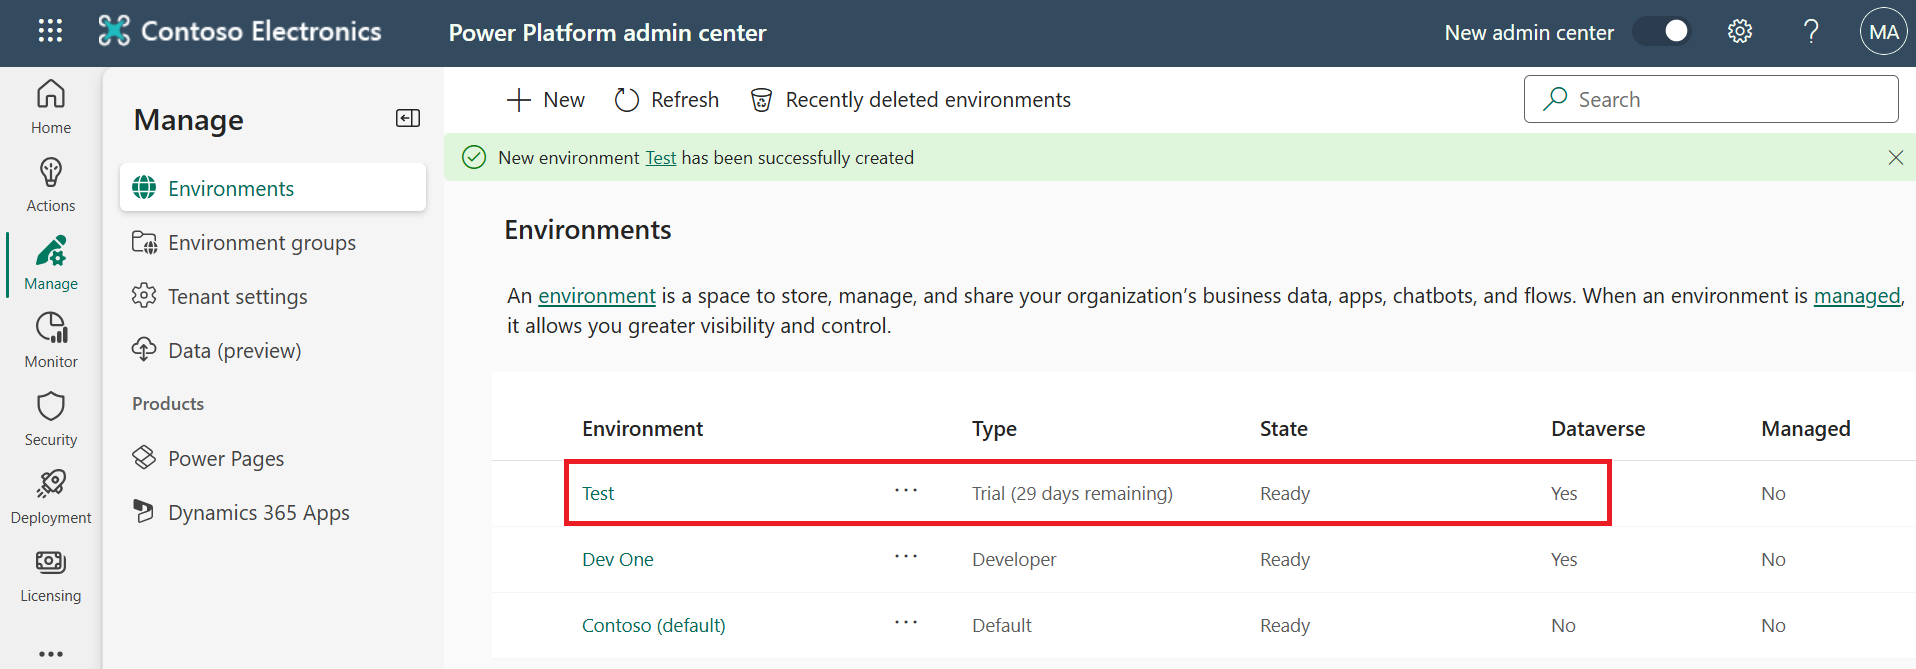 Contoso Electronics
Power Platform admin center
New admin center
MA
Home
Actions
Manage
Monitor
Security
Deployment
Licensing
Manage
Environments
Environment groups
Tenant settings
Data (preview)
Products
Power Pages
Dynamics 365 Apps
New Refresh Recently deleted environments
Search
New environment Test has been successfully created
Environments
An environment is a space to store, manage, and share your organization's business data, apps, chatbots, and flows. When an environment is managed,
it allows you greater visibility and control.
Environment Type State Dataverse Managed
Test ... Trial (29 days remaining) Ready Yes No
Dev One ... Developer Ready Yes No
Contoso (default) ... Default Ready No No